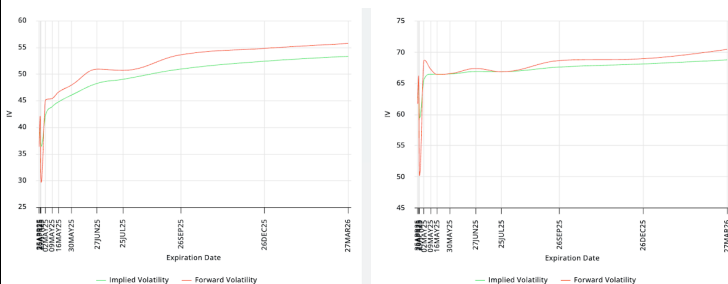 60
55
50
45
40
35
30
25
IV
02MAY25
09MAY25
16MAY25
30MAY25
27JUN25
25JUL25
26SEP25
26DEC25
27MAR26
Expiration Date
Implied Volatility Forward Volatility
75
70
65
60
55
50
45
IV
02MAY25
09MAY25
16MAY25
30MAY25
27JUN25
25JUL25
26SEP25
26DEC25
27MAR26
Expiration Date
Implied Volatility Forward Volatility